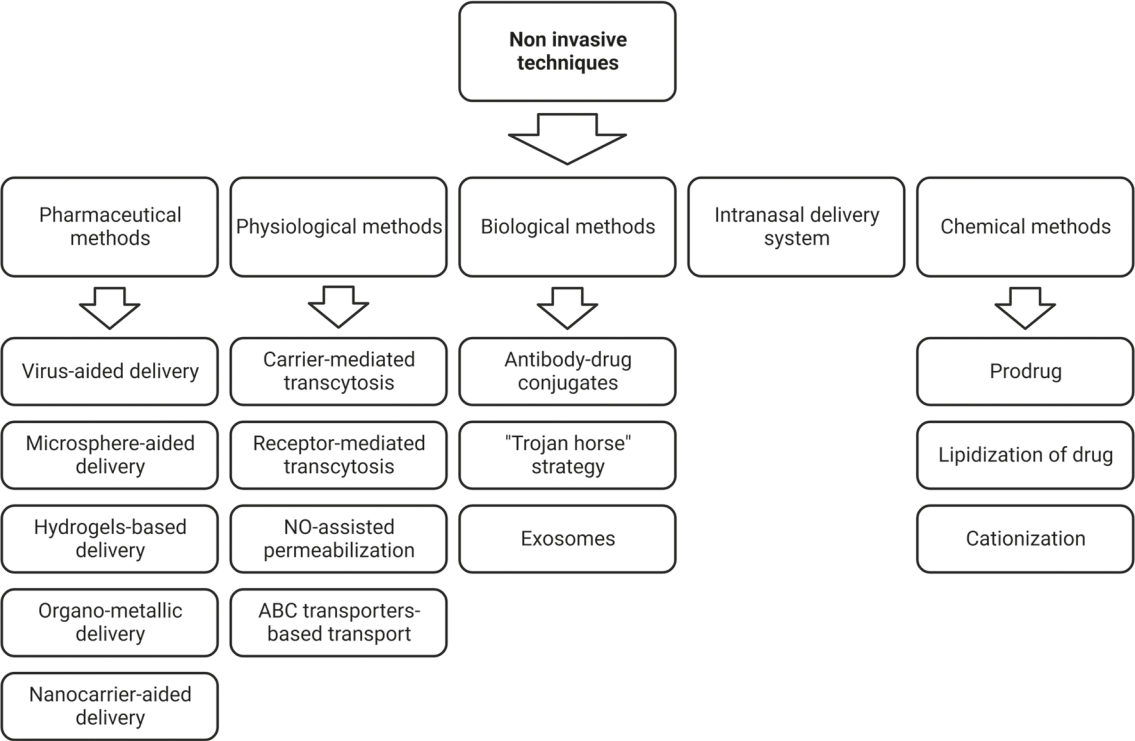 Non invasive
techniques
Pharmaceutical
methods
Physiological methods
Biological methods
Intranasal delivery
system
Chemical methods
Virus-aided delivery
Microsphere-aided
delivery
Hydrogels-based
delivery
Organo-metallic
delivery
Nanocarrier-aided
delivery
Carrier-mediated
transcytosis
Receptor-mediated
transcytosis
NO-assisted
permeabilization
ABC transporters-
based transport
Antibody-drug
conjugates
"Trojan horse"
strategy
Exosomes
Prodrug
Lipidization of drug
Cationization